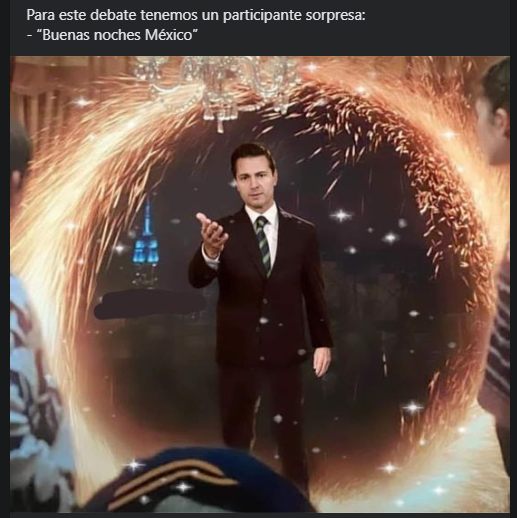 Para este debate tenemos un participante sorpresa:
- “Buenas noches México”